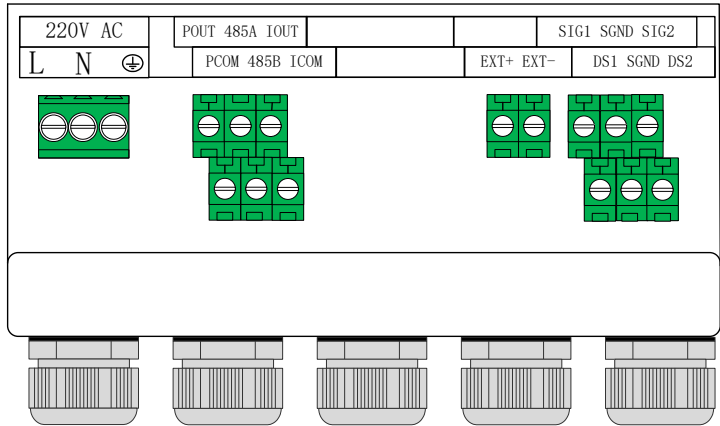 220V AC POUT 485A IOUT SIG1 SGND SIG2
L N PCOM 485B ICOM EXT+ EXT- DS1 SGND DS2